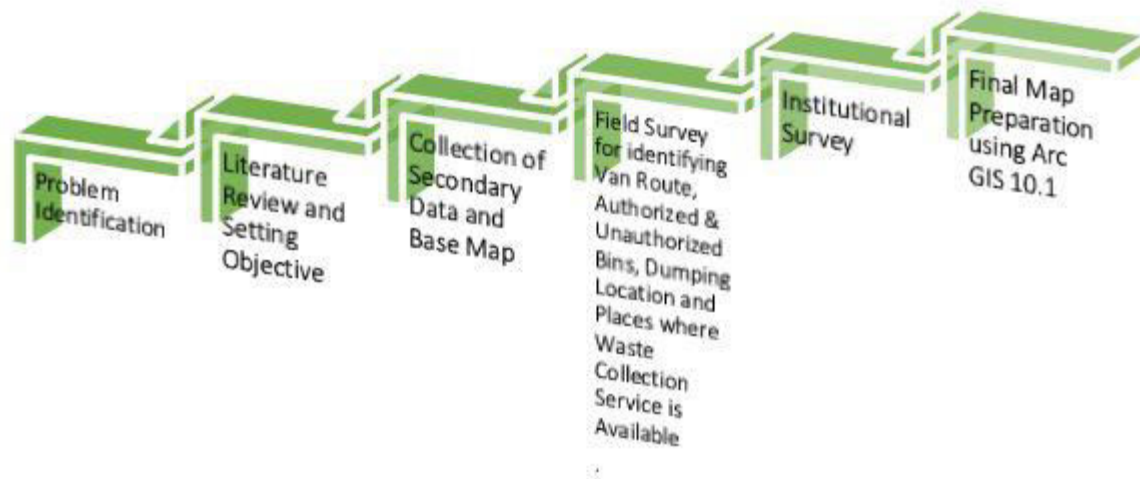 Problem
Identification
Literature
Review and
Setting
Objective
Collection of
Secondary
Data and
Base Map
Field Survey
for identifying
Van Route,
Authorized &
Unauthorized
Bins, Dumping
Location and
Places where
Waste
Collection
Service is
Available
.
Institutional
Survey
Final Map
Preparation
using Arc
GIS 10.1